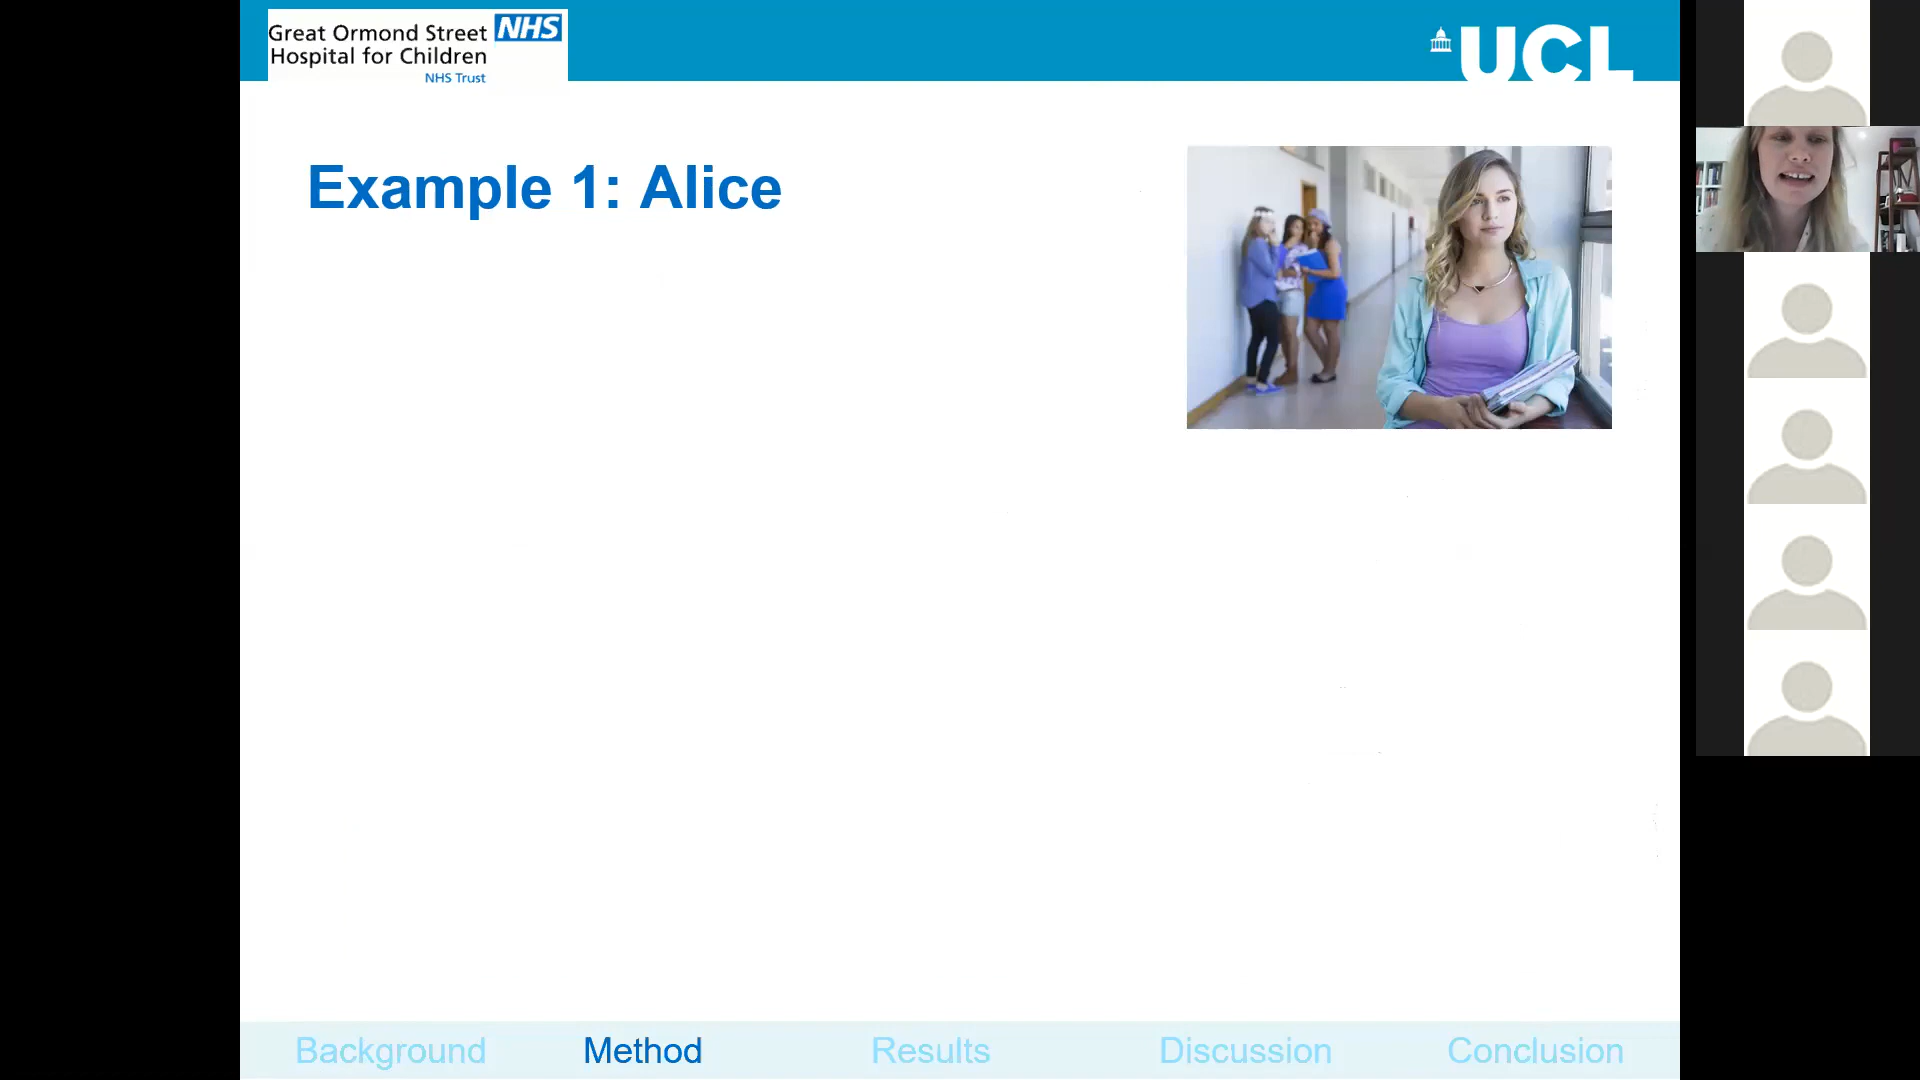 Great Ormond Street NHS
Hospital for Children
NHS Trust
UCL
Example 1: Alice
Background Method Results Discussion Conclusion